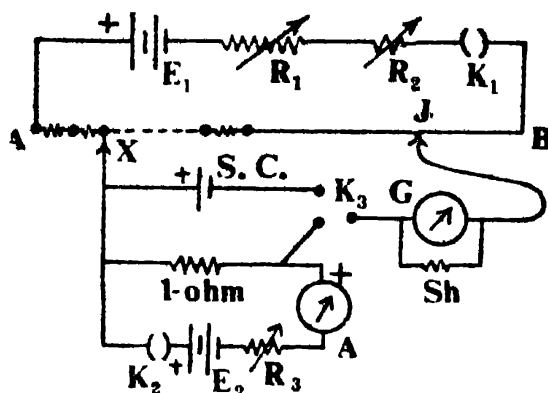 + E₁ R₁ R₂ K₁
A X J B
+ S. C. K₃ G
1-ohm + Sh
K₂ + E₂ R₃ A